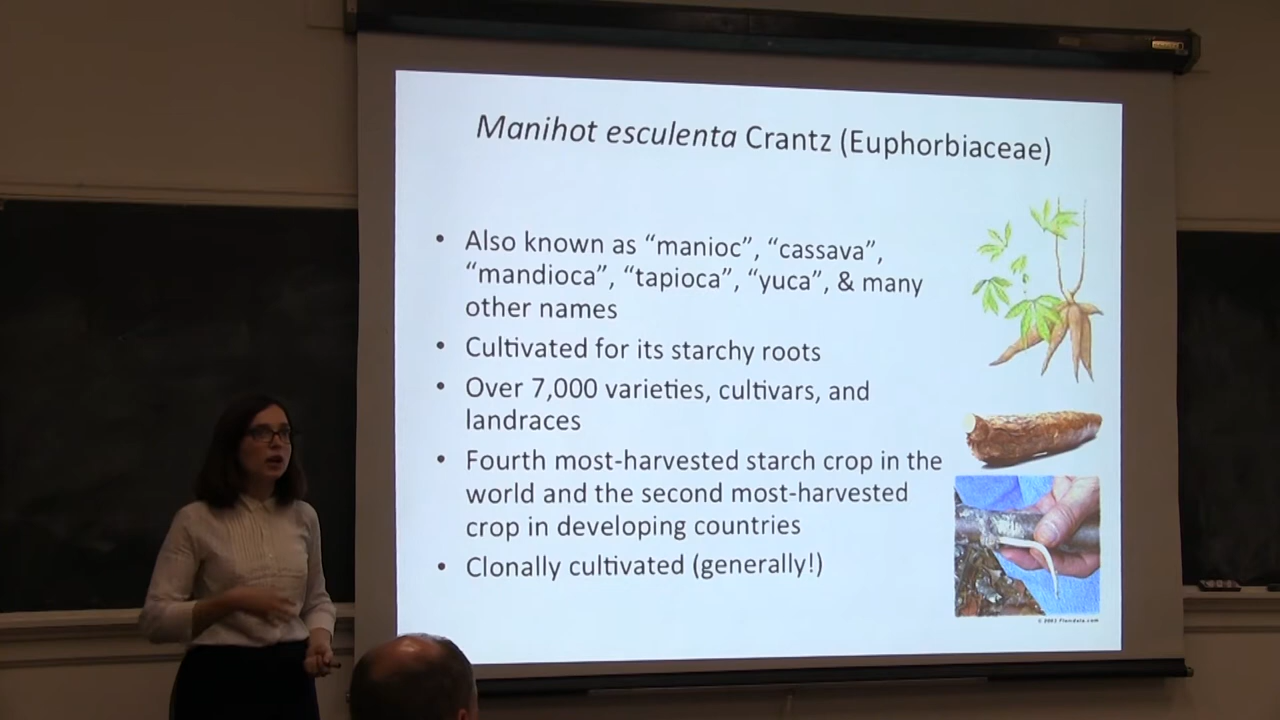 Manihot esculenta Crantz (Euphorbiaceae)
• Also known as “manioc”, “cassava”,
“mandioca”, “tapioca”, “yuca”, & many
other names
• Cultivated for its starchy roots
• Over 7,000 varieties, cultivars, and
landraces
• Fourth most-harvested starch crop in the
world and the second most-harvested
crop in developing countries
• Clonally cultivated (generally!)